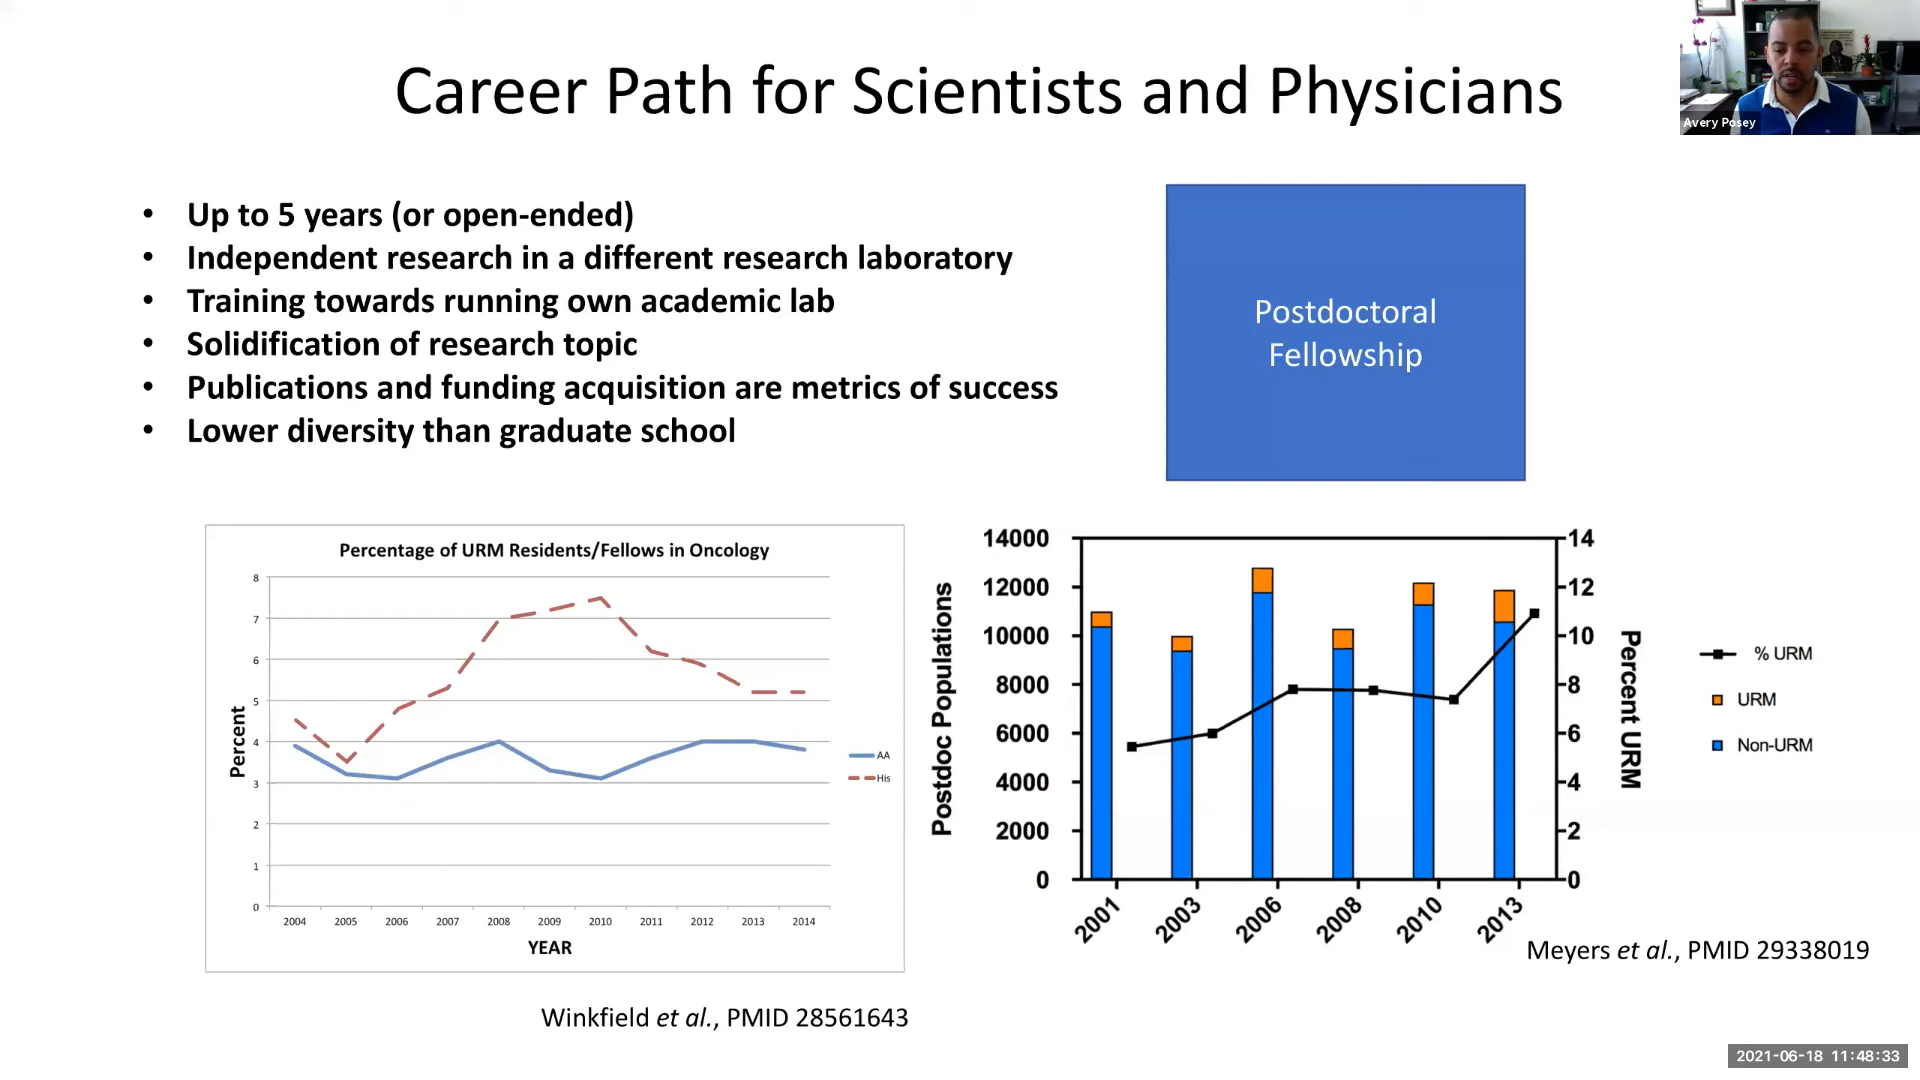 Career Path for Scientists and Physicians
Avery Posey
• Up to 5 years (or open-ended)
• Independent research in a different research laboratory
• Training towards running own academic lab
• Solidification of research topic
• Publications and funding acquisition are metrics of success
• Lower diversity than graduate school
Postdoctoral
Fellowship
Percentage of URM Residents/Fellows in Oncology
Percent
8
7
6
5
4
3
2
1
0
2004 2005 2006 2007 2008 2009 2010 2011 2012 2013 2014
YEAR
AA
His
Winkfield et al., PMID 28561643
Postdoc Populations
14000
12000
10000
8000
6000
4000
2000
0
14
12
10
8
6
4
2
0
Percent URM
2001 2003 2006 2008 2010 2013
% URM
URM
Non-URM
Meyers et al., PMID 29338019
2021-06-18 11:48:33